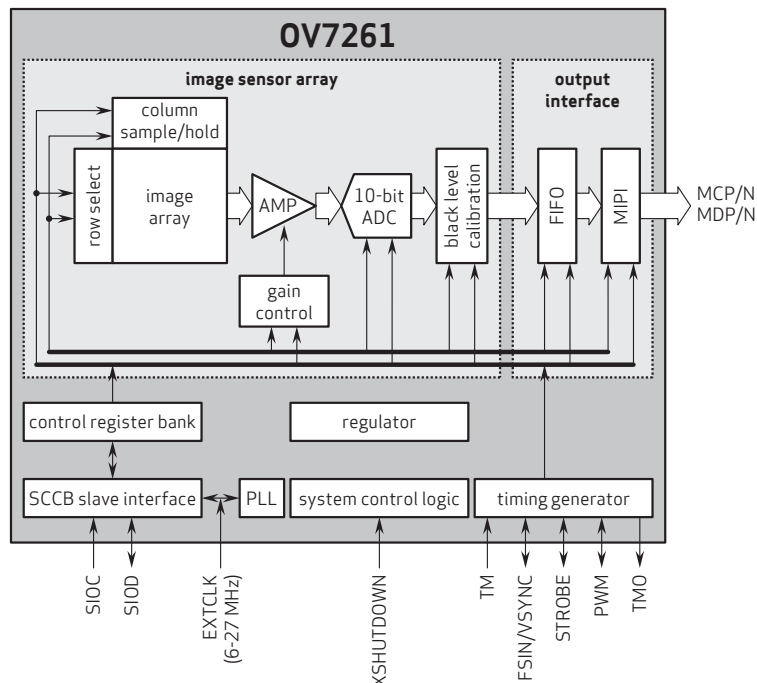 OV7261
image sensor array
output
interface
column
sample/hold
row select
image
array
AMP
10-bit
ADC
black level
calibration
FIFO
MIPI
MCP/N
MDP/N
gain
control
control register bank
regulator
SCCB slave interface
PLL
system control logic
timing generator
SIOC
SIOD
EXTCLK
(6-27 MHz)
XSHUTDOWN
TM
FSIN/VSYNC
STROBE
PWM
TMO